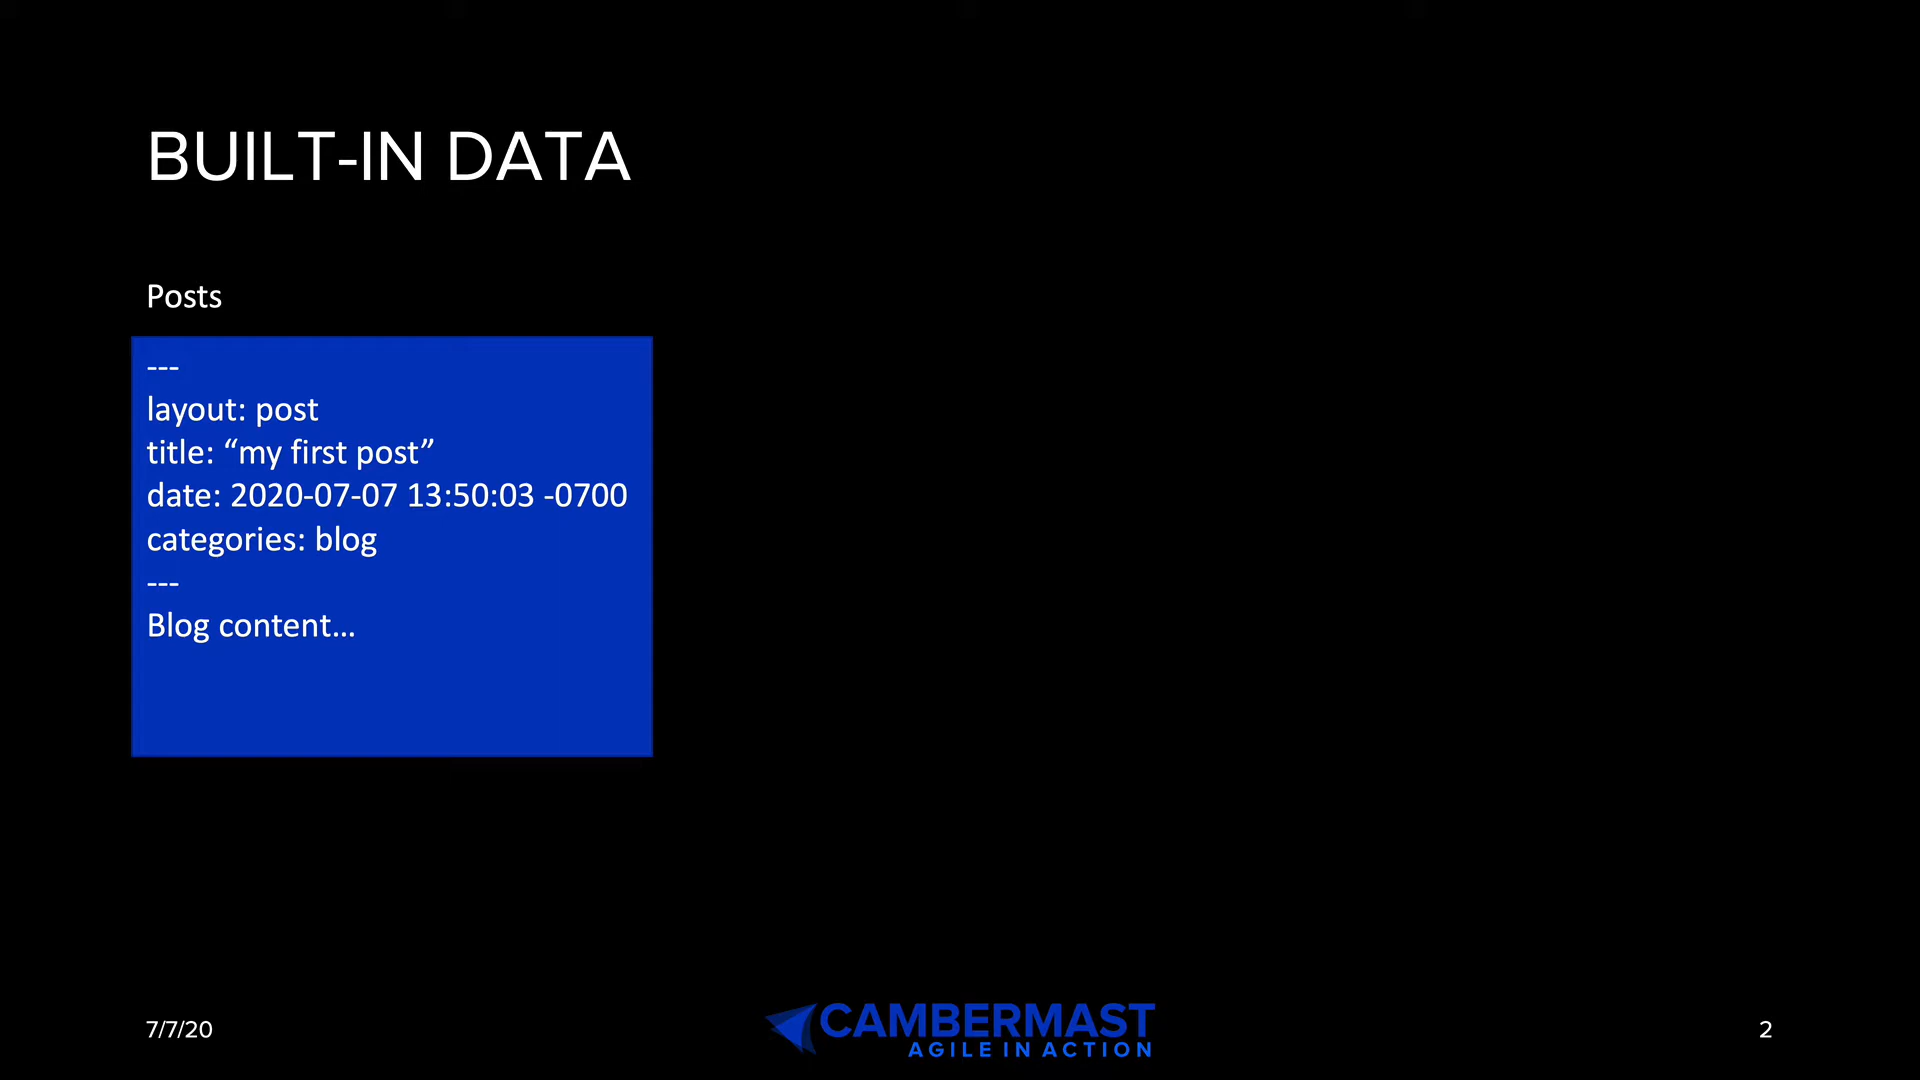 BUILT-IN DATA
Posts
---
layout: post
title: “my first post”
date: 2020-07-07 13:50:03 -0700
categories: blog
---
Blog content…
7/7/20
CAMBERMAST
AGILE IN ACTION
2